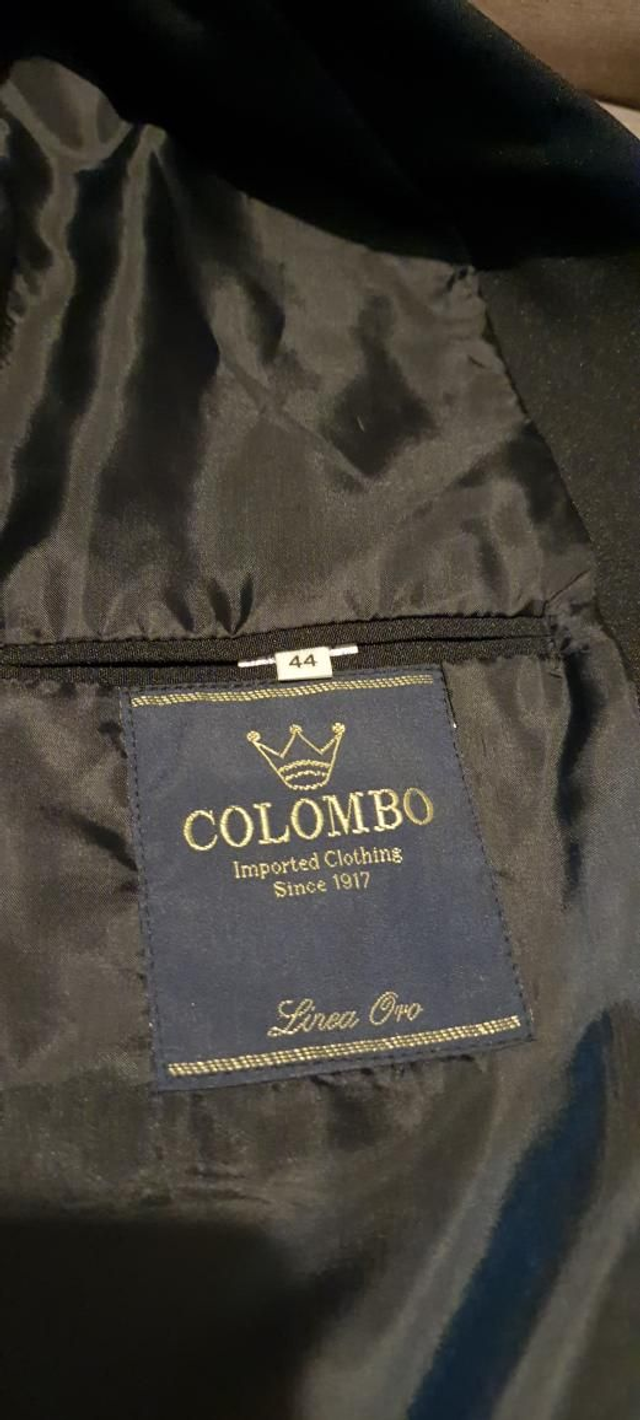 44
COLOMBO
Imported Clothing
Since 1917
Linea Oro